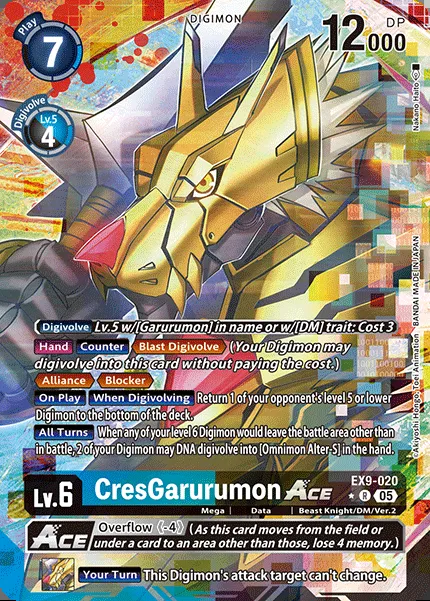 DIGIMON
Play
7
DP
12000
Digivolve
Lv.5
4
Nakano Haito
©Akiyoshi Hongo, Toei Animation BANDAI MADE IN JAPAN
Digivolve Lv.5 w/[Garurumon] in name or w/[DM] trait: Cost 3
Hand Counter Blast Digivolve (Your Digimon may
digivolve into this card without paying the cost.)
Alliance Blocker
On Play When Digivolving Return 1 of your opponent's level 5 or lower
Digimon to the bottom of the deck.
All Turns When any of your level 6 Digimon would leave the battle area other than
in battle, 2 of your Digimon may DNA digivolve into [Omnimon Alter-S] in the hand.
Lv.6 CresGarurumon ACE
EX9-020
R 05
Mega | Data | Beast Knight/DM/Ver.2
ACE Overflow 《-4》 (As this card moves from the field or
under a card to an area other than those, lose 4 memory.)
Your Turn This Digimon's attack target can't change.